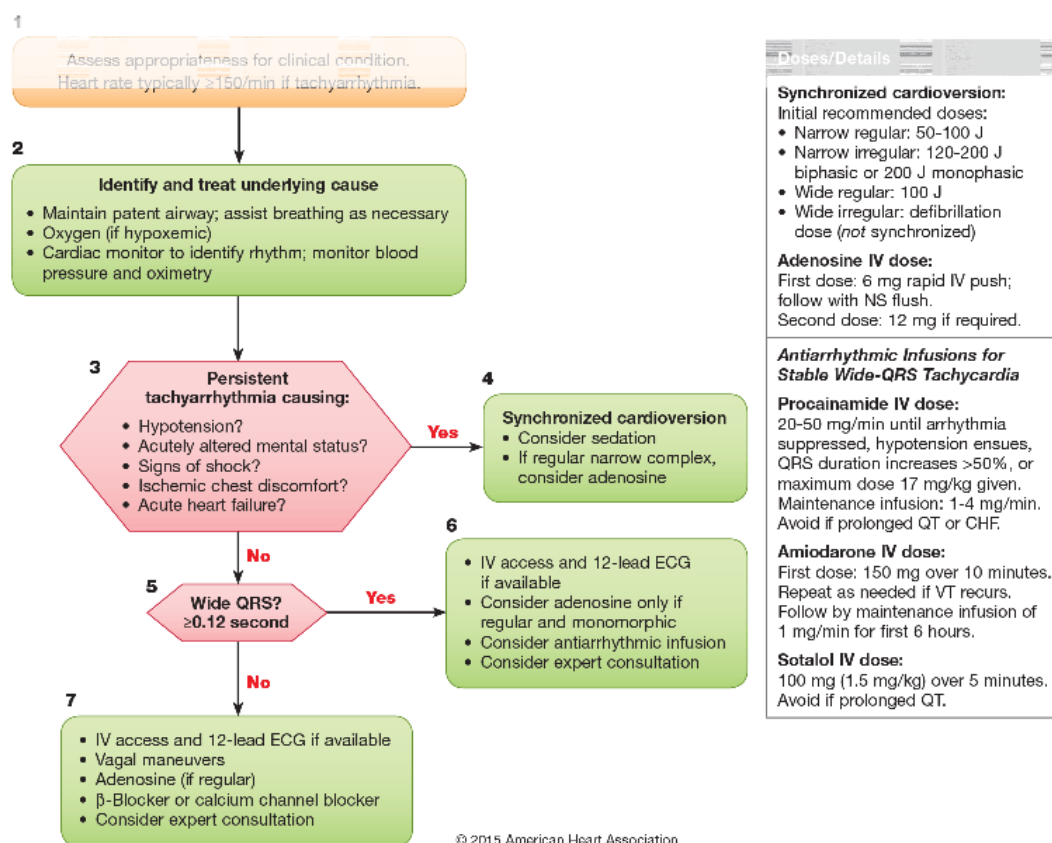 1
Assess appropriateness for clinical condition.
Heart rate typically ≥150/min if tachyarrhythmia.
2
Identify and treat underlying cause
• Maintain patent airway; assist breathing as necessary
• Oxygen (if hypoxemic)
• Cardiac monitor to identify rhythm; monitor blood
pressure and oximetry
3
Persistent
tachyarrhythmia causing:
• Hypotension?
• Acutely altered mental status?
• Signs of shock?
• Ischemic chest discomfort?
• Acute heart failure?
Yes
4
Synchronized cardioversion
• Consider sedation
• If regular narrow complex,
consider adenosine
No
5
Wide QRS?
≥0.12 second
Yes
6
• IV access and 12-lead ECG
if available
• Consider adenosine only if
regular and monomorphic
• Consider antiarrhythmic infusion
• Consider expert consultation
No
7
• IV access and 12-lead ECG if available
• Vagal maneuvers
• Adenosine (if regular)
• β-Blocker or calcium channel blocker
• Consider expert consultation
Doses/Details
Synchronized cardioversion:
Initial recommended doses:
• Narrow regular: 50-100 J
• Narrow irregular: 120-200 J
biphasic or 200 J monophasic
• Wide regular: 100 J
• Wide irregular: defibrillation
dose (not synchronized)
Adenosine IV dose:
First dose: 6 mg rapid IV push;
follow with NS flush.
Second dose: 12 mg if required.
Antiarrhythmic Infusions for
Stable Wide-QRS Tachycardia
Procainamide IV dose:
20-50 mg/min until arrhythmia
suppressed, hypotension ensues,
QRS duration increases >50%, or
maximum dose 17 mg/kg given.
Maintenance infusion: 1-4 mg/min.
Avoid if prolonged QT or CHF.
Amiodarone IV dose:
First dose: 150 mg over 10 minutes.
Repeat as needed if VT recurs.
Follow by maintenance infusion of
1 mg/min for first 6 hours.
Sotalol IV dose:
100 mg (1.5 mg/kg) over 5 minutes.
Avoid if prolonged QT.
© 2015 American Heart Association